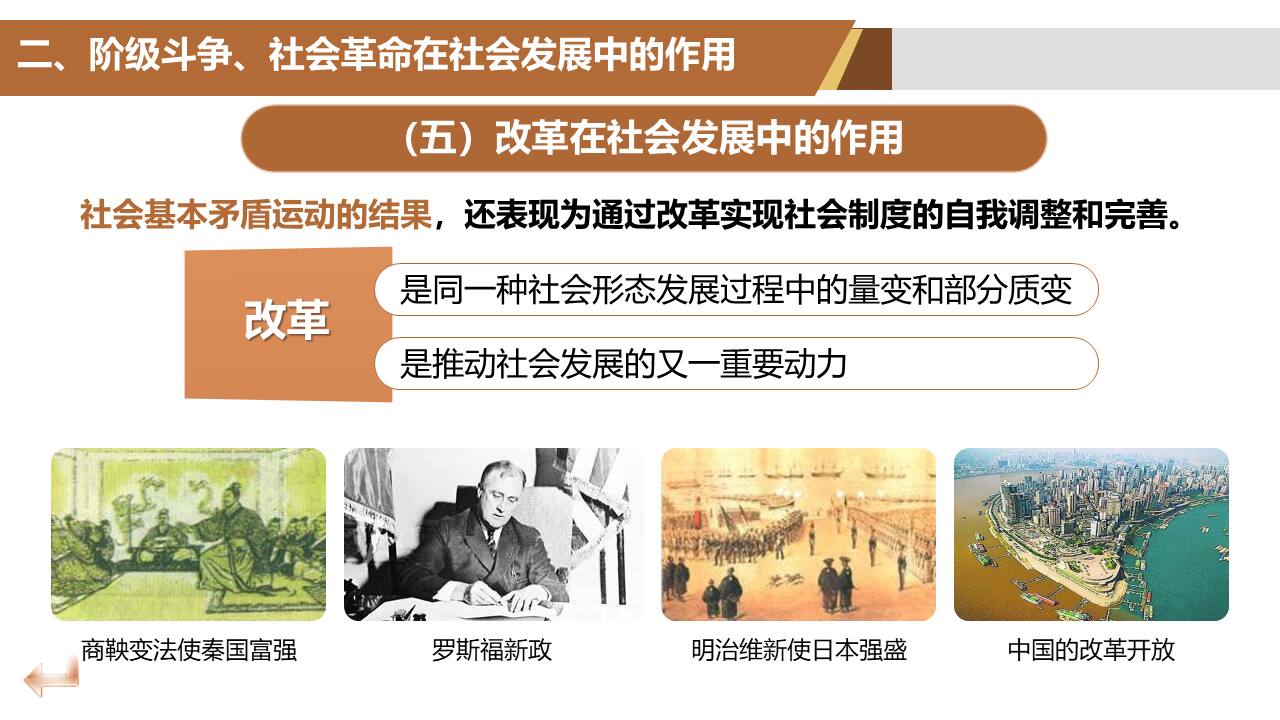 二、阶级斗争、社会革命在社会发展中的作用
（五）改革在社会发展中的作用
社会基本矛盾运动的结果，还表现为通过改革实现社会制度的自我调整和完善。
改革
是同一种社会形态发展过程中的量变和部分质变
是推动社会发展的又一重要动力
商鞅变法使秦国富强
罗斯福新政
明治维新使日本强盛
中国的改革开放